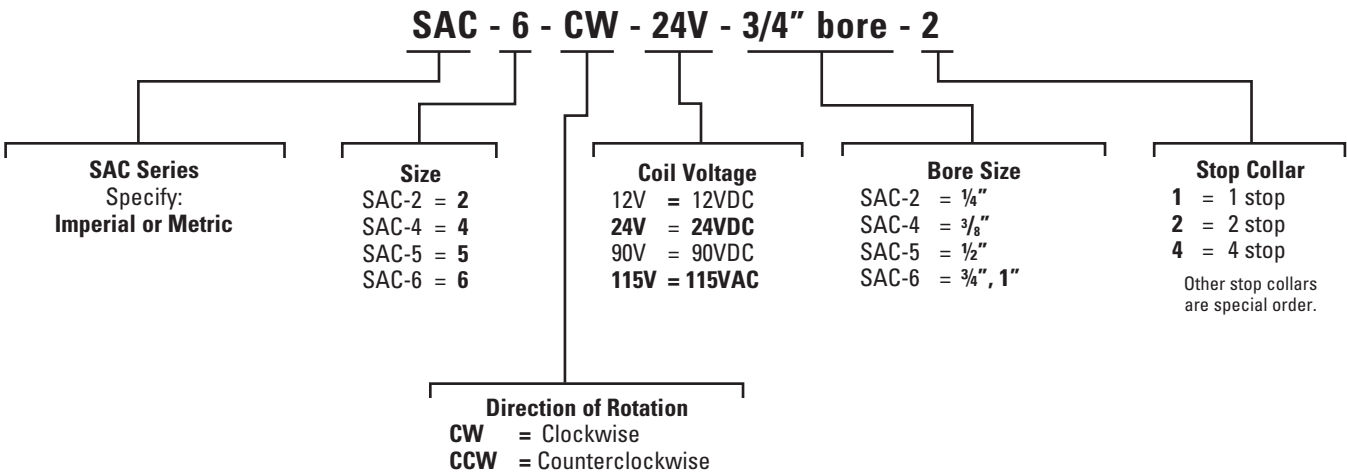 SAC - 6 - CW - 24V - 3/4” bore - 2
SAC Series
Specify:
Imperial or Metric
Size
SAC-2 = 2
SAC-4 = 4
SAC-5 = 5
SAC-6 = 6
Coil Voltage
12V = 12VDC
24V = 24VDC
90V = 90VDC
115V = 115VAC
Bore Size
SAC-2 = ¼”
SAC-4 = ³/₈”
SAC-5 = ½”
SAC-6 = ¾”, 1”
Stop Collar
1 = 1 stop
2 = 2 stop
4 = 4 stop
Other stop collars
are special order.
Direction of Rotation
CW = Clockwise
CCW = Counterclockwise